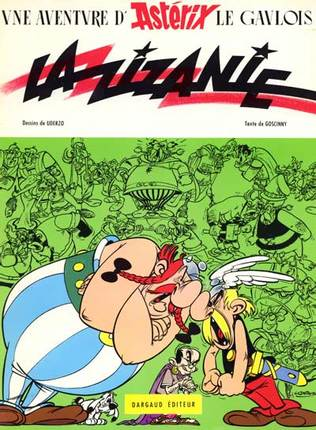 VNE AVENTVRE D'Astérix LE GAVLOIS
LA ZIZANIE
Dessins de UDERZO
Texte de GOSCINNY
DARGAUD ÉDITEUR